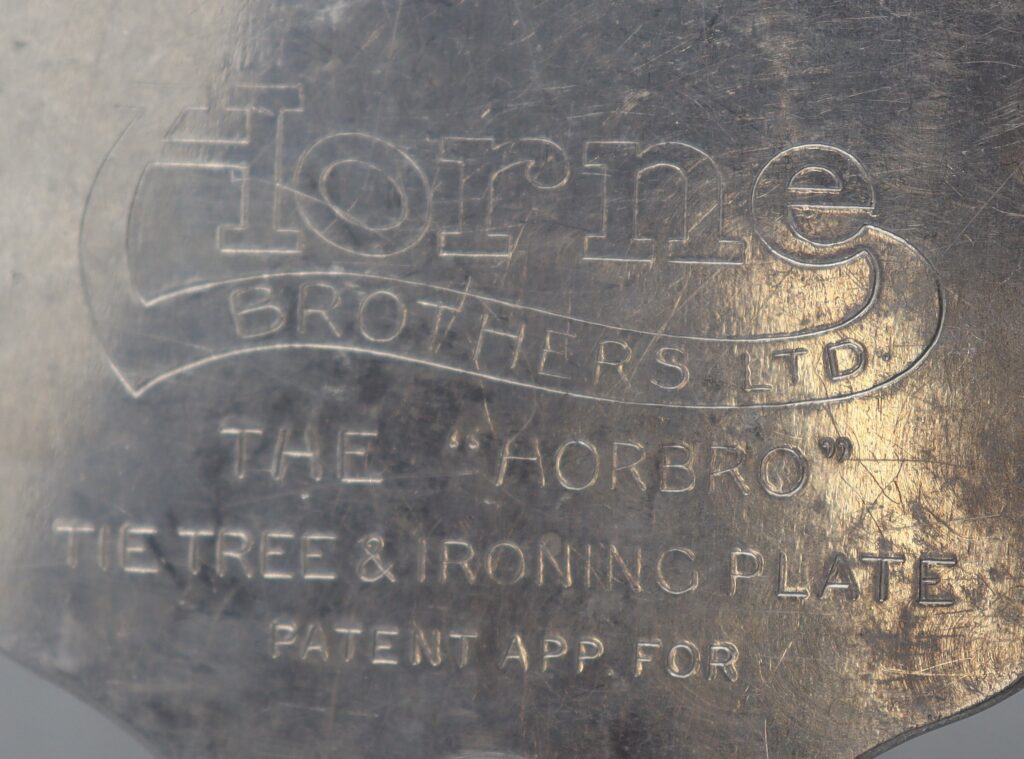 Horne
BROTHERS LTD.
THE "HORBRO"
TIE TREE & IRONING PLATE
PATENT APP. FOR